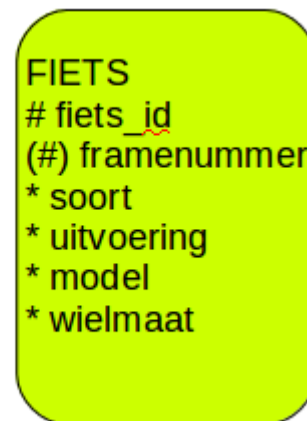 FIETS
# fiets_id
(#) framenummer
* soort
* uitvoering
* model
* wielmaat